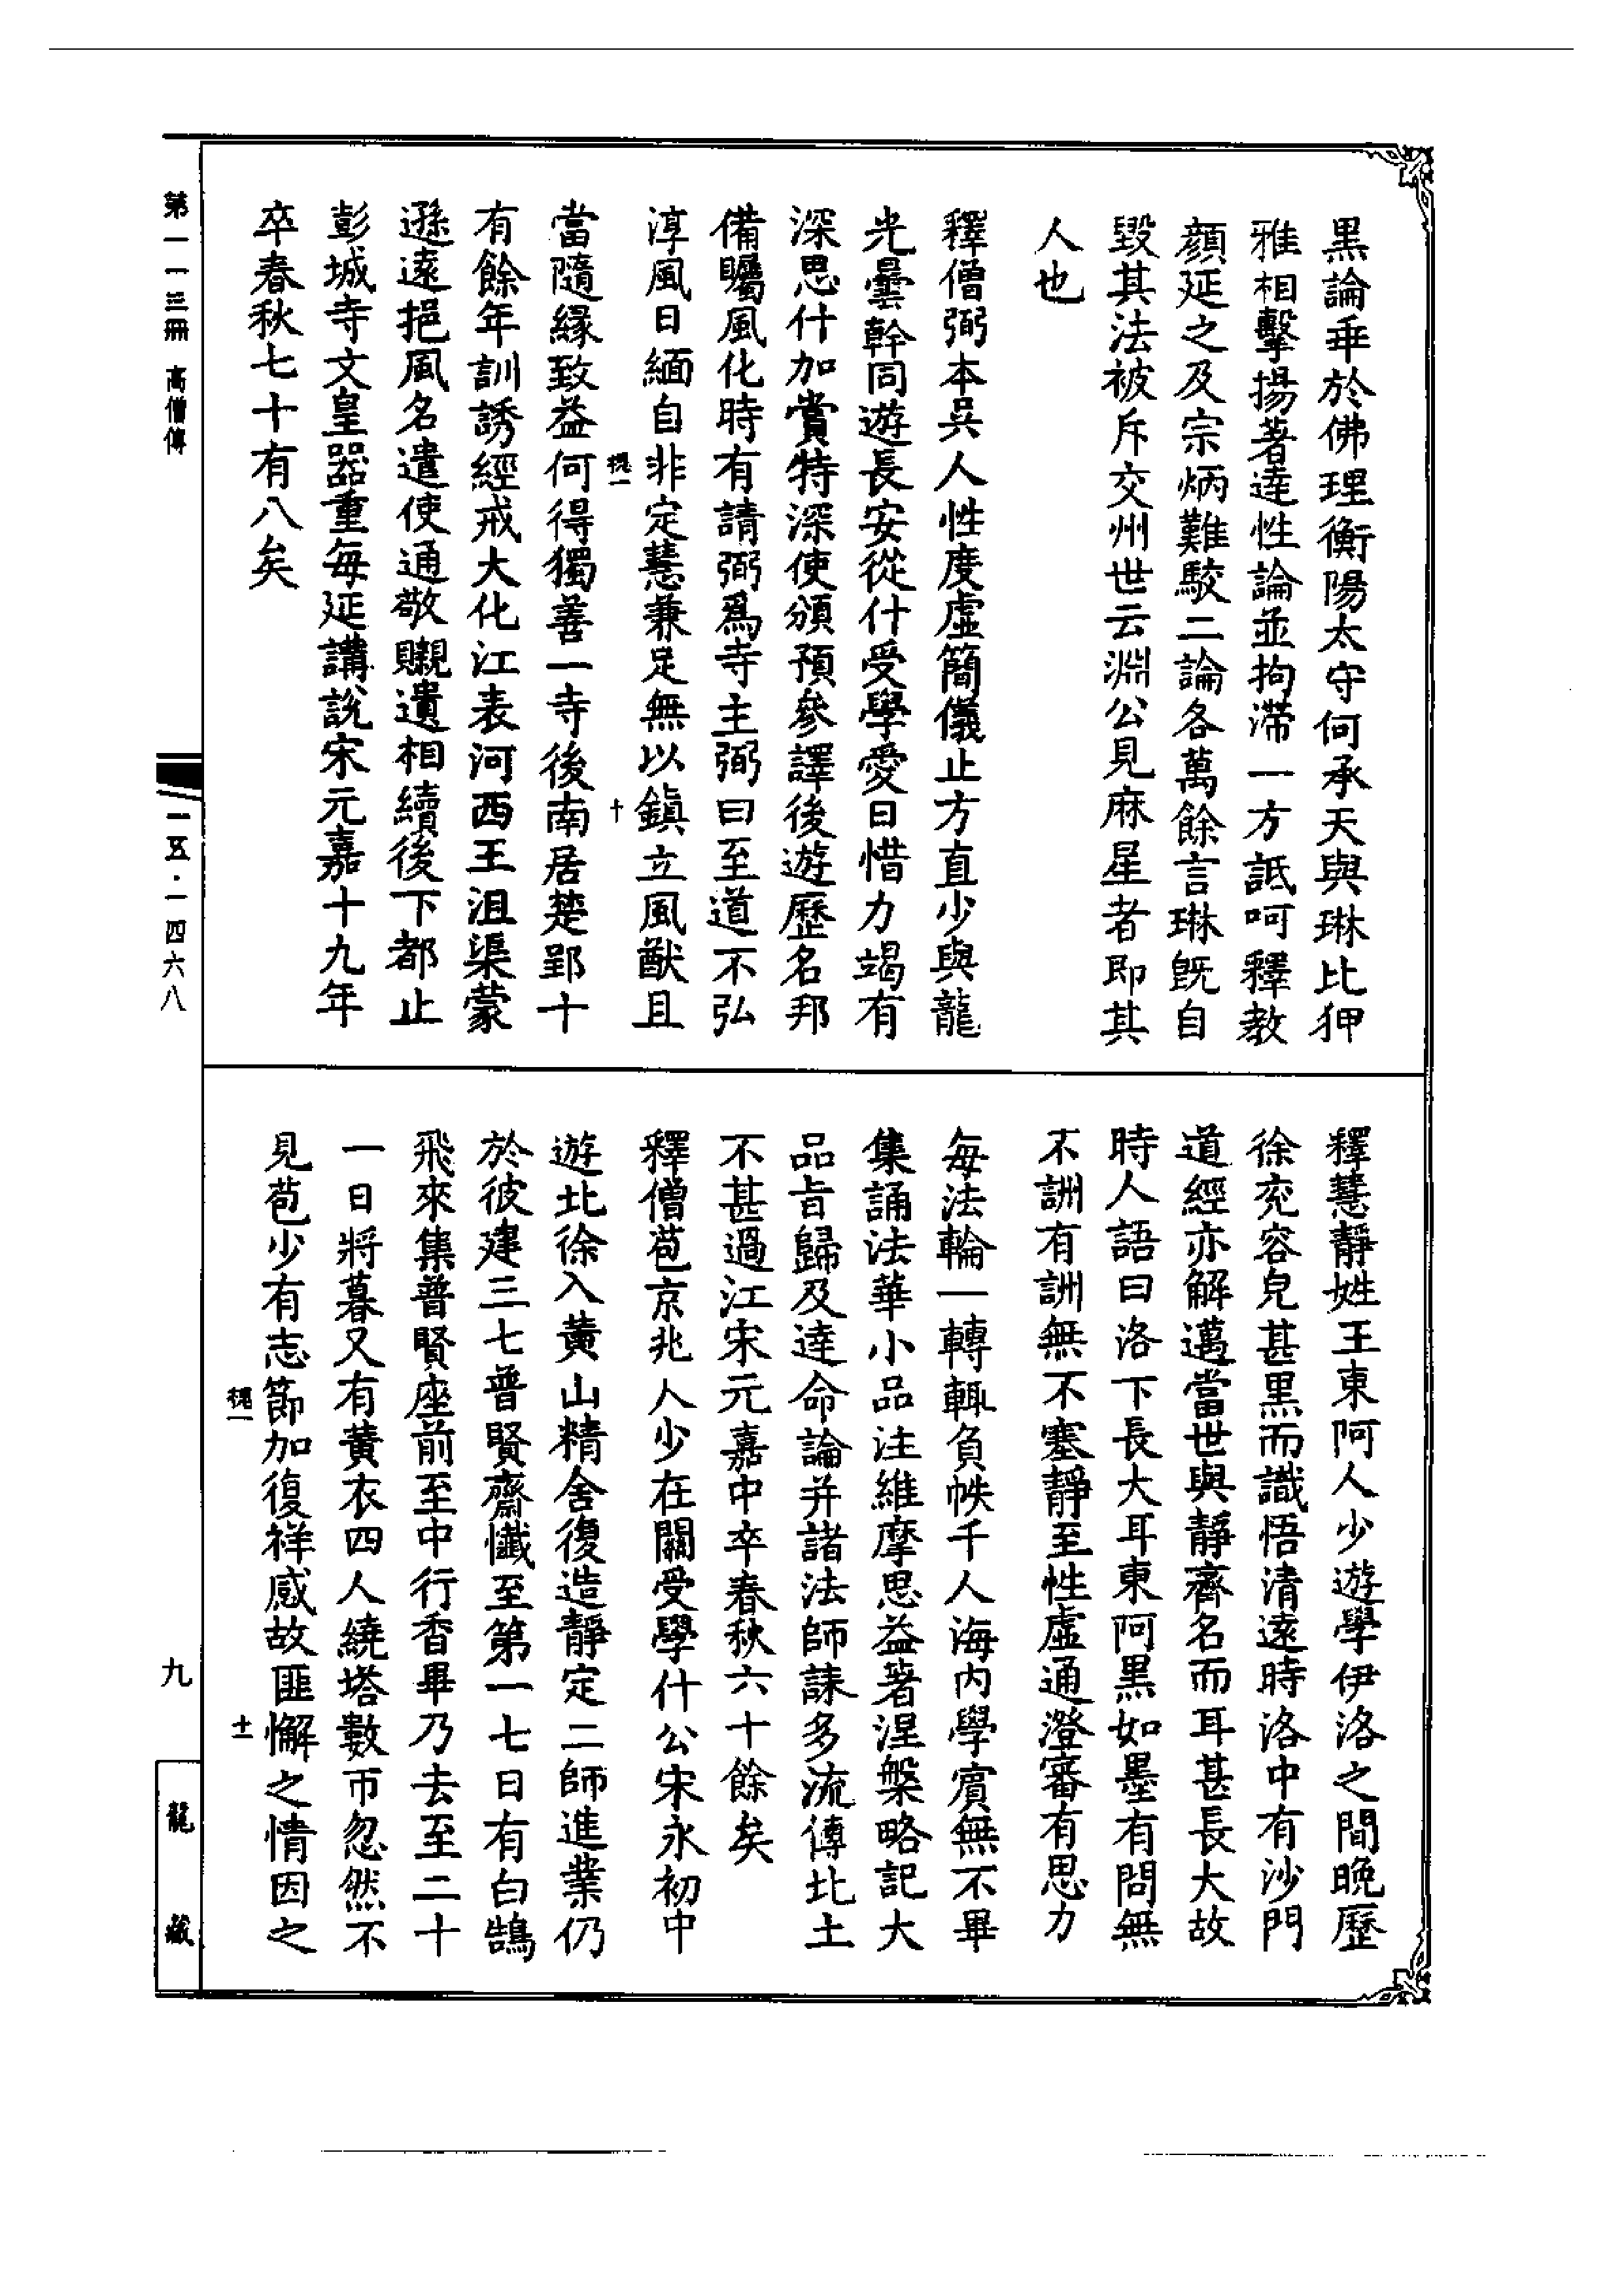 黑論乖於佛理衡陽太守何承天與琳比狎
雅相擊揚著達性論並拘滯一方詆呵釋教
顏延之及宗炳難駮二論各萬餘言琳旣自
毀其法被斥交州世云淵公見麻星者即其
人也
釋僧弼本吳人性度虛簡儀止方直少與龍
光曇幹同遊長安從什受學愛日惜力竭有
深思什加賞特深使頒預參譯後遊歷名邦
備矚風化時有請弼爲寺主弼曰至道不弘
淳風日緬自非定慧兼足無以鎮立風猷且
槐一
十
當隨緣致益何得獨善一寺後南居楚郢十
有餘年訓誘經戒大化江表河西王沮渠蒙
遜遠挹風名遣使通敬賵遺相續後下都止
彭城寺文皇器重每延講說宋元嘉十九年
卒春秋七十有八矣
釋慧靜姓王東阿人少遊學伊洛之間晚歷
徐兖容皃甚黑而識悟清遠時洛中有沙門
道經亦解邁當世與靜齊名而耳甚長大故
時人語曰洛下長大耳東阿黑如墨有問無
不詶有詶無不塞靜至性虛通澄審有思力
每法輪一轉輒負帙千人海內學賓無不畢
集誦法華小品注維摩思益著涅槃略記大
品旨歸及達命論并諸法師誄多流傳北土
不甚過江宋元嘉中卒春秋六十餘矣
釋僧苞京兆人少在關受學什公宋永初中
遊北徐入黃山精舍復造靜定二師進業仍
於彼建三七普賢齋懺至第一七日有白鵠
飛來集普賢座前至中行香畢乃去至二十
一日將暮又有黃衣四人繞塔數帀忽然不
見苞少有志節加復祥感故匪懈之情因之
槐一
十一
第一一三冊 高僧傳
一五·一四六八
九
龍藏